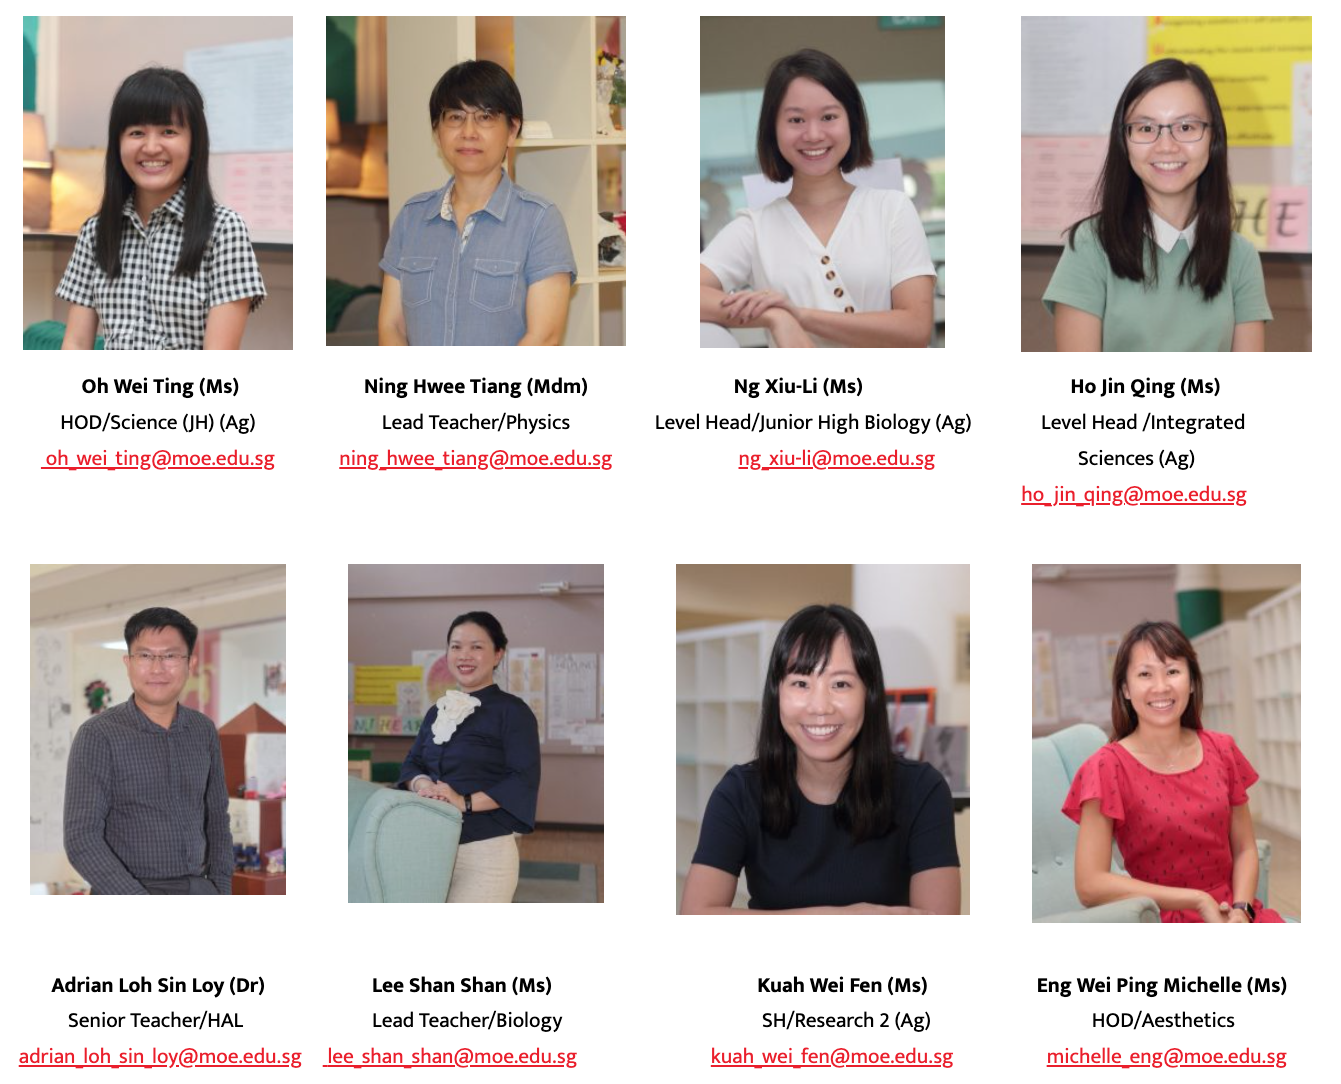 Oh Wei Ting (Ms)
HOD/Science (JH) (Ag)
oh_wei_ting@moe.edu.sg
Ning Hwee Tiang (Mdm)
Lead Teacher/Physics
ning_hwee_tiang@moe.edu.sg
Ng Xiu-Li (Ms)
Level Head/Junior High Biology (Ag)
ng_xiu-li@moe.edu.sg
Ho Jin Qing (Ms)
Level Head /Integrated
Sciences (Ag)
ho_jin_qing@moe.edu.sg
Adrian Loh Sin Loy (Dr)
Senior Teacher/HAL
adrian_loh_sin_loy@moe.edu.sg
Lee Shan Shan (Ms)
Lead Teacher/Biology
lee_shan_shan@moe.edu.sg
Kuah Wei Fen (Ms)
SH/Research 2 (Ag)
kuah_wei_fen@moe.edu.sg
Eng Wei Ping Michelle (Ms)
HOD/Aesthetics
michelle_eng@moe.edu.sg